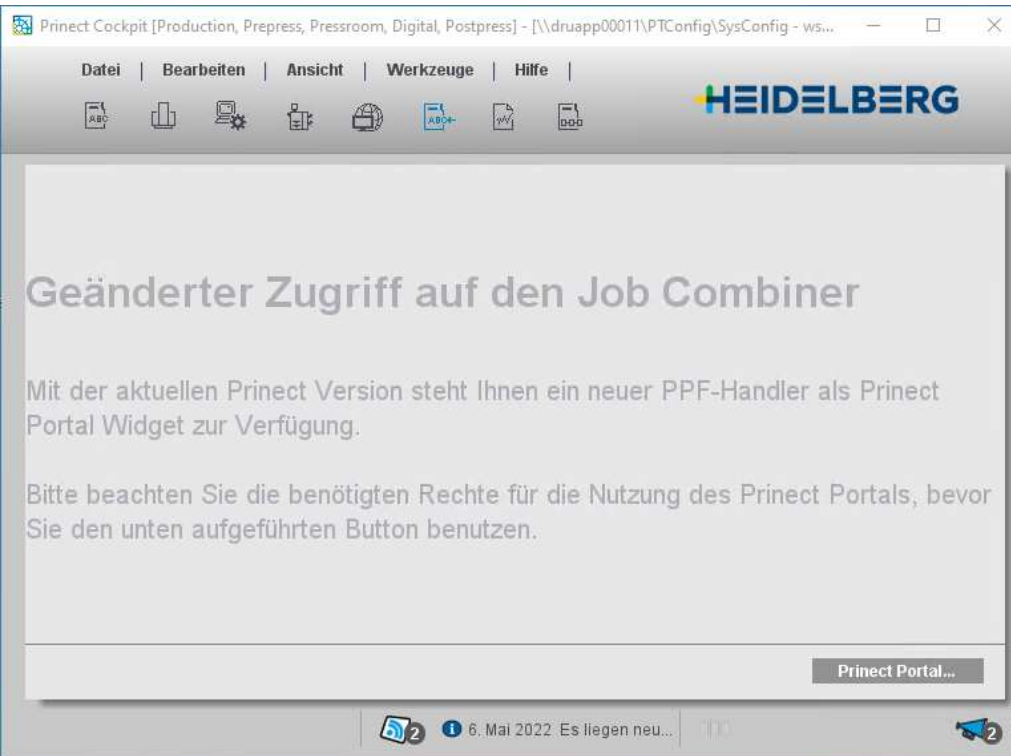 Prinect Cockpit [Production, Prepress, Pressroom, Digital, Postpress] - [\\druapp00011\PTConfig\SysConfig - ws...
Datei | Bearbeiten | Ansicht | Werkzeuge | Hilfe |
HEIDELBERG
ABC
ABC
Geänderter Zugriff auf den Job Combiner
Mit der aktuellen Prinect Version steht Ihnen ein neuer PPF-Handler als Prinect
Portal Widget zur Verfügung.
Bitte beachten Sie die benötigten Rechte für die Nutzung des Prinect Portals, bevor
Sie den unten aufgeführten Button benutzen.
Prinect Portal...
2 6. Mai 2022 Es liegen neu... 2